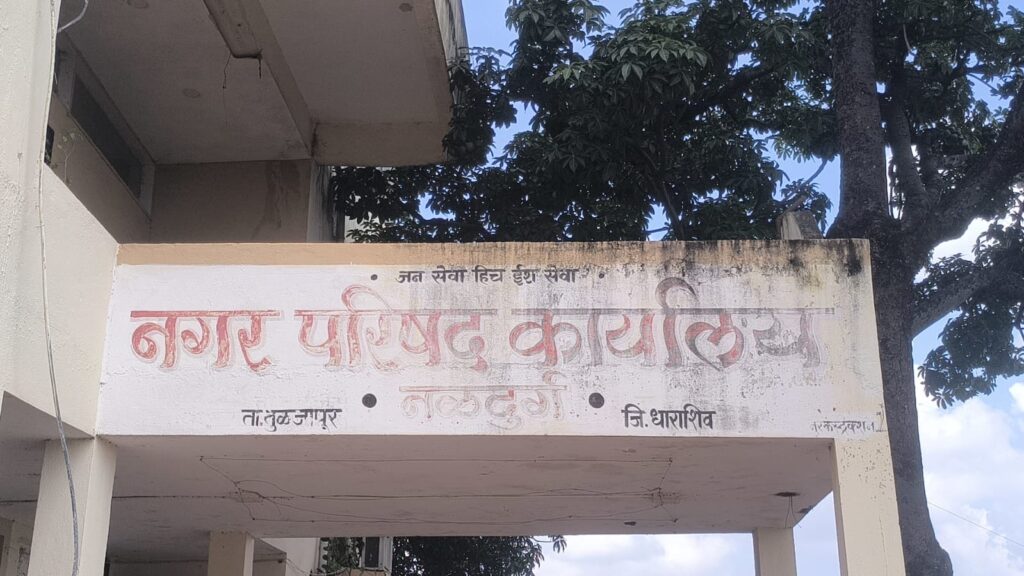 • जन सेवा हिच ईश सेवा •
नगर परिषद कार्यालय
• नळदुर्ग •
ता.तुळजापूर जि.धाराशिव